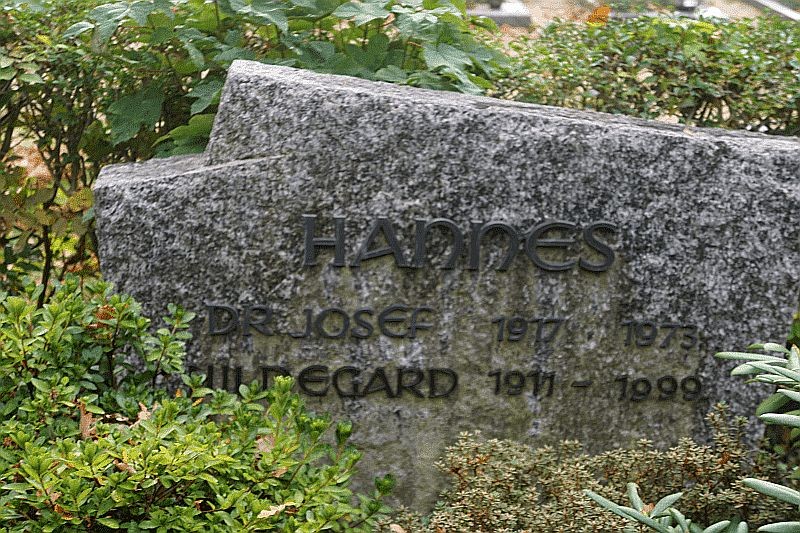 HANNES
DR. JOSEF 1917 - 1973
HILDEGARD 1911 - 1999